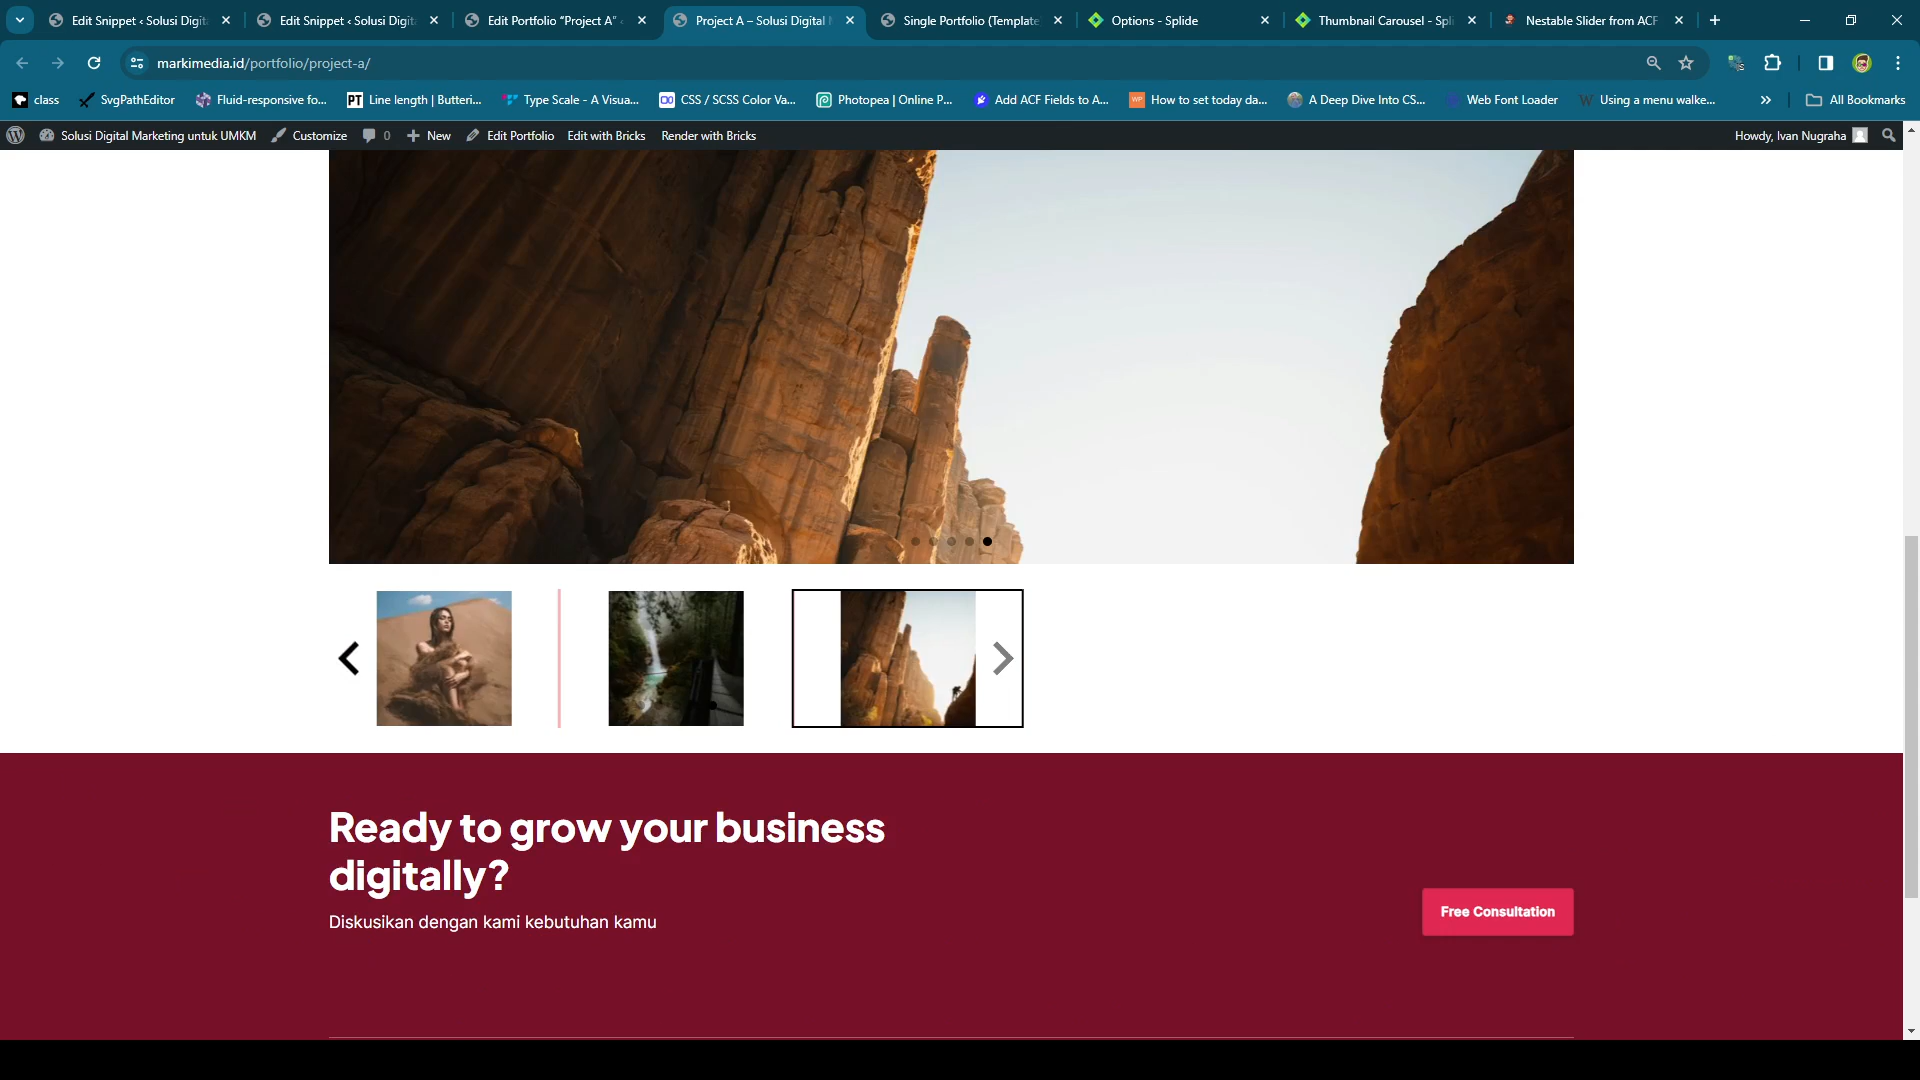 Edit Snippet ‹ Solusi Digit
Edit Snippet ‹ Solusi Digit
Edit Portfolio “Project A” ‹
Project A – Solusi Digital
Single Portfolio (Template
Options - Splide
Thumbnail Carousel - Spli
Nestable Slider from ACF
markimedia.id/portfolio/project-a/
class
SvgPathEditor
Fluid-responsive fo...
PT
Line length | Butteri...
Type Scale - A Visua...
CSS / SCSS Color Va...
Photopea | Online P...
Add ACF Fields to A...
WP
How to set today da...
A Deep Dive Into CS...
Web Font Loader
W
Using a menu walke...
»
All Bookmarks
Solusi Digital Marketing untuk UMKM
Customize
0
New
Edit Portfolio
Edit with Bricks
Render with Bricks
Howdy, Ivan Nugraha
Ready to grow your business
digitally?
Diskusikan dengan kami kebutuhan kamu
Free Consultation